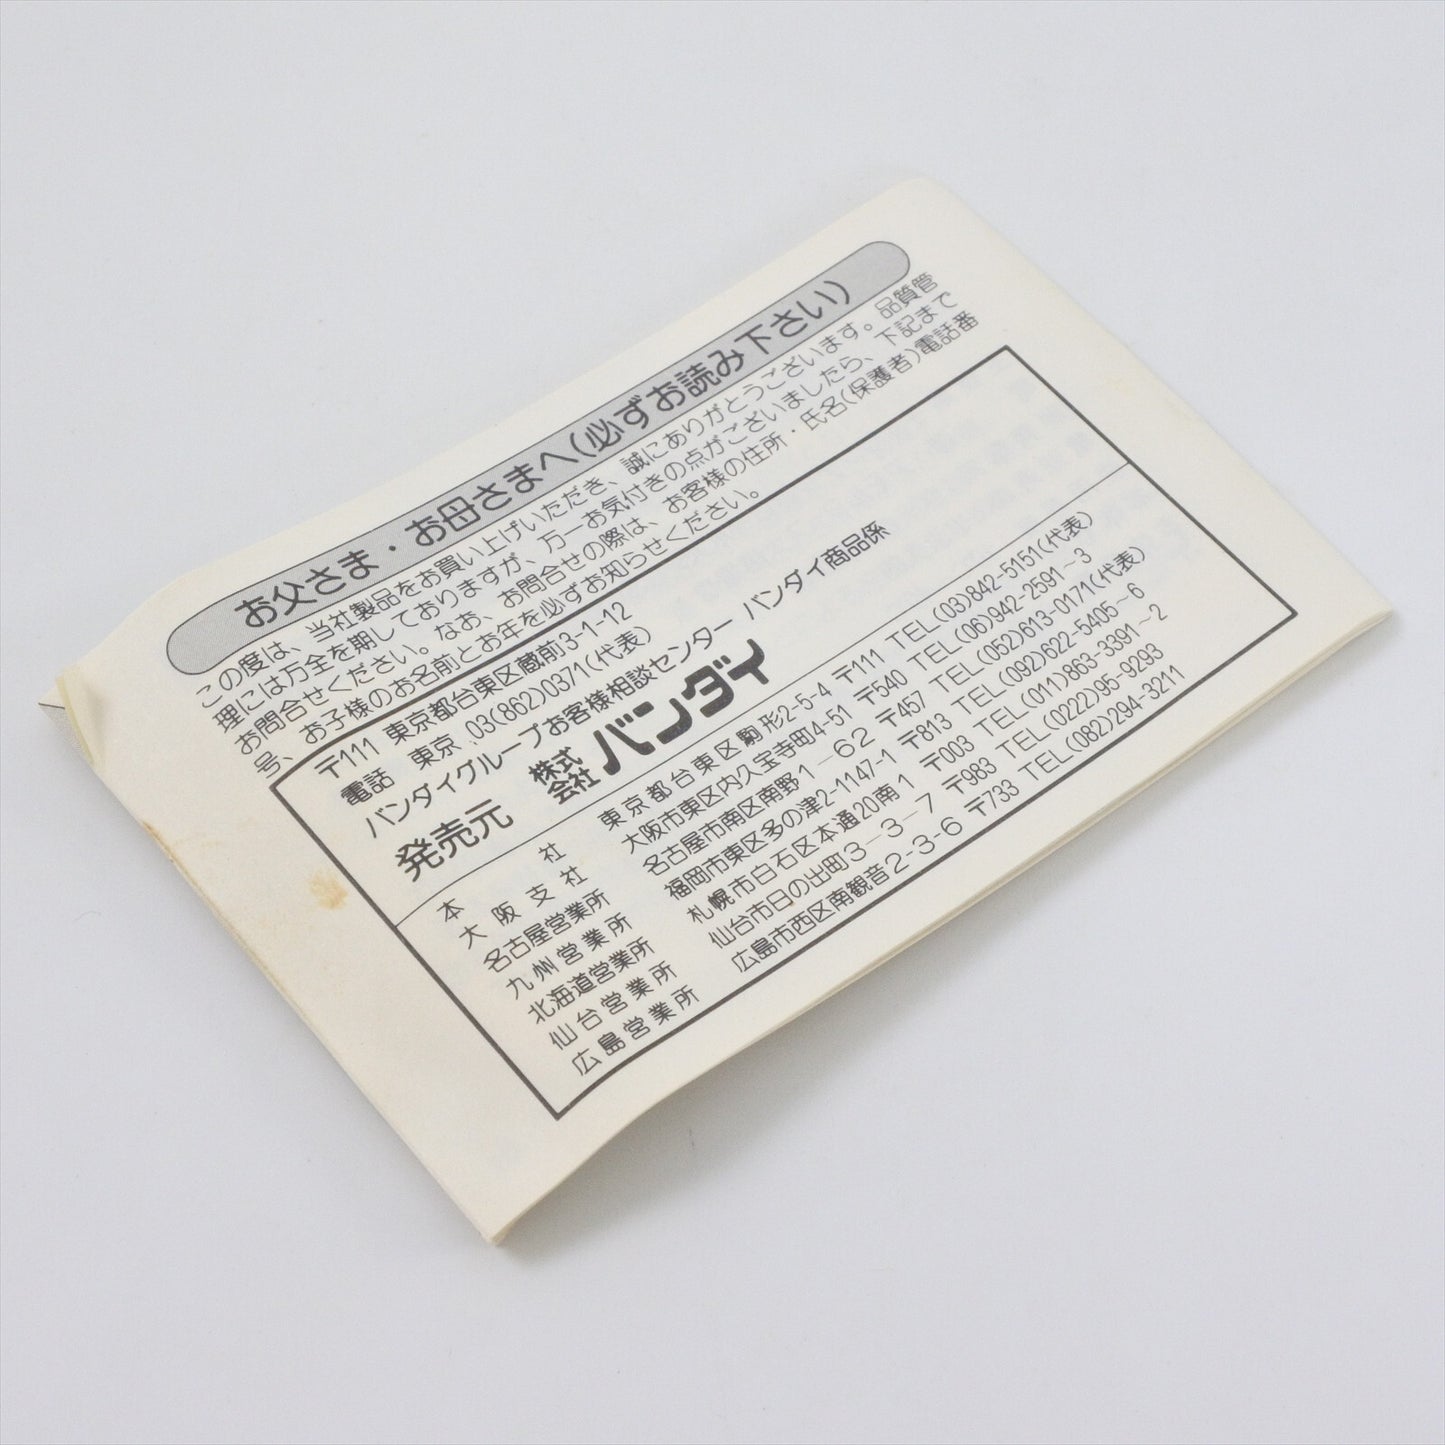 お父さま・お母さまへ(必ずお読み下さい)
この度は、当社製品をお買い上げいただき、誠にありがとうございます。品質管
理には万全を期しておりますが、万一お気付きの点がございましたら、下記まで
お問合せください。なお、お問合せの際は、お客様の住所・氏名(保護者)電話番
号、お子様のお名前とお年を必ずお知らせください。
〒111 東京都台東区蔵前3-1-12
電話 東京 03(862)0371(代表)
バンダイグループお客様相談センター バンダイ商品係
発売元 株式会社 バンダイ
本社 東京都台東区駒形2-5-4 〒111 TEL(03)842-5151(代表)
大阪支社 大阪市東区内久宝寺町4-51 〒540 TEL(06)942-2591~3
名古屋営業所 名古屋市南区南野1-62 〒457 TEL(052)613-0171(代表)
九州営業所 福岡市東区多の津2-1147-1 〒813 TEL(092)622-5405~6
北海道営業所 札幌市白石区本通20南1 〒003 TEL(011)863-3391~2
仙台営業所 仙台市日の出町3-3-7 〒983 TEL(0222)95-9293
広島営業所 広島市西区南観音2-3-6 〒733 TEL(082)294-3211